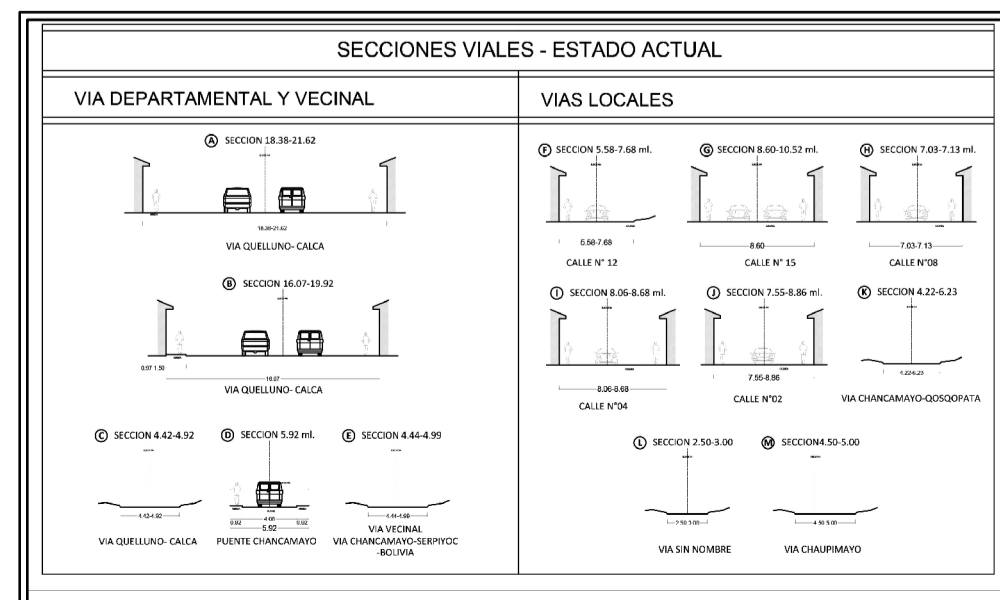 SECCIONES VIALES - ESTADO ACTUAL
VIA DEPARTAMENTAL Y VECINAL
A SECCION 18.38-21.62
18.38-21.62
VIA QUELLUNO- CALCA
B SECCION 16.07-19.92
0.97 1.50
16.07
VIA QUELLUNO- CALCA
C SECCION 4.42-4.92
4.42-4.92
VIA QUELLUNO- CALCA
D SECCION 5.92 ml.
0.92 4.08 0.92
5.92
PUENTE CHANCAMAYO
E SECCION 4.44-4.99
4.44-4.99
VIA VECINAL
VIA CHANCAMAYO-SERPIYOC
-BOLIVIA
VIAS LOCALES
F SECCION 5.58-7.68 ml.
5.58-7.68
CALLE N° 12
G SECCION 8.60-10.52 ml.
8.60
CALLE N° 15
H SECCION 7.03-7.13 ml.
7.03-7.13
CALLE N°08
I SECCION 8.06-8.68 ml.
8.06-8.68
CALLE N°04
J SECCION 7.55-8.86 ml.
7.55-8.86
CALLE N°02
K SECCION 4.22-6.23
4.22-6.23
VIA CHANCAMAYO-QOSQOPATA
L SECCION 2.50-3.00
2.50 3.00
VIA SIN NOMBRE
M SECCION4.50-5.00
4.50 5.00
VIA CHAUPIMAYO